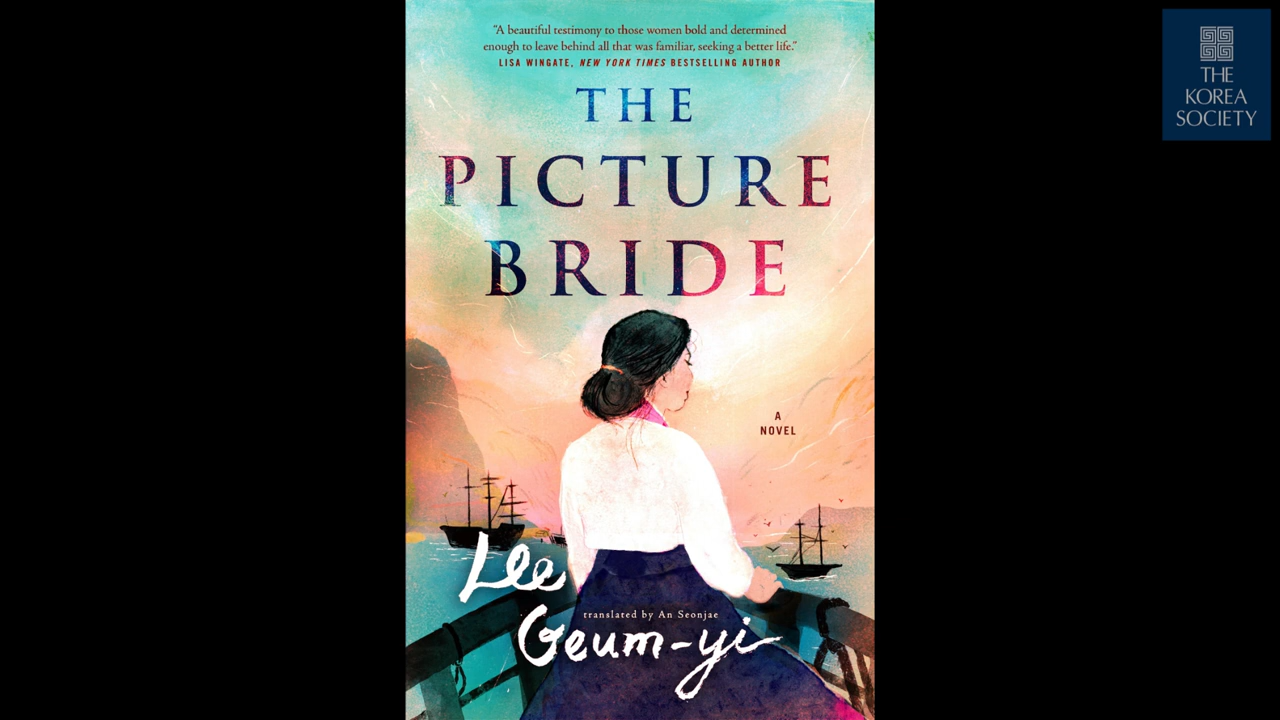 “A beautiful testimony to those women bold and determined
enough to leave behind all that was familiar, seeking a better life.”
LISA WINGATE, NEW YORK TIMES BESTSELLING AUTHOR
THE
PICTURE
BRIDE
A
NOVEL
Lee
translated by An Seonjae
Geum-yi
THE
KOREA
SOCIETY